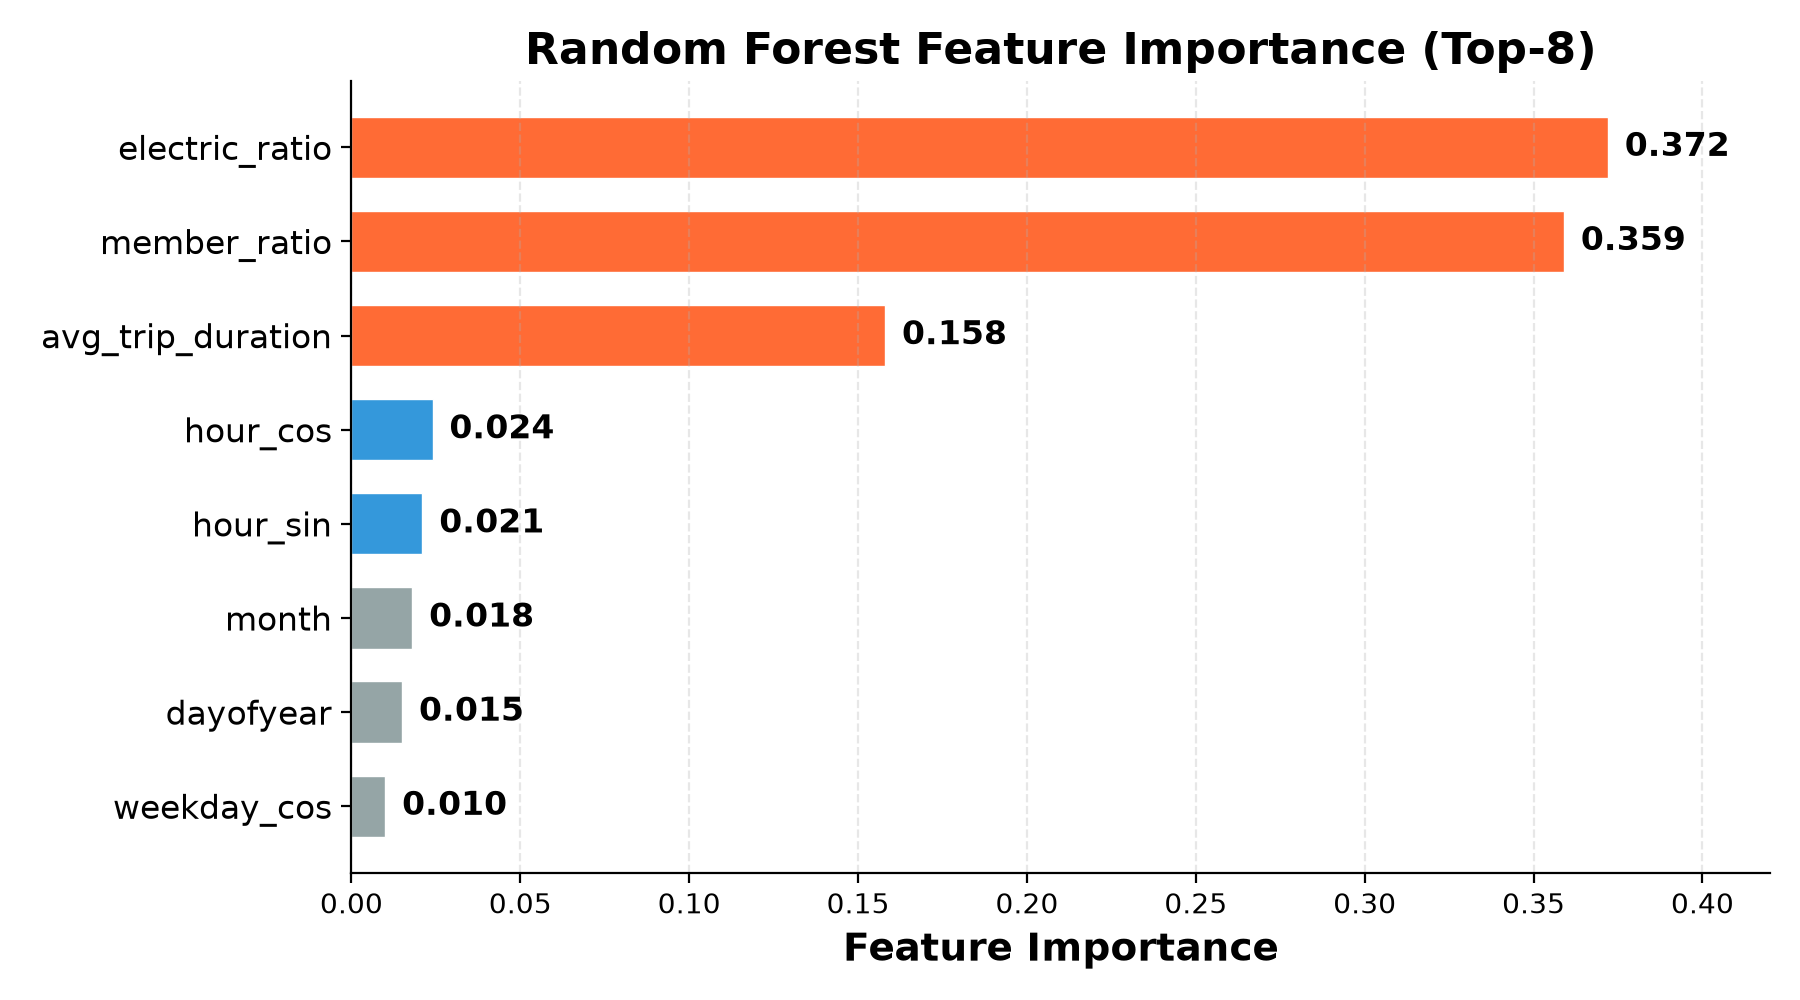 Random Forest Feature Importance (Top-8)
electric_ratio 0.372
member_ratio 0.359
avg_trip_duration 0.158
hour_cos 0.024
hour_sin 0.021
month 0.018
dayofyear 0.015
weekday_cos 0.010
0.00 0.05 0.10 0.15 0.20 0.25 0.30 0.35 0.40
Feature Importance